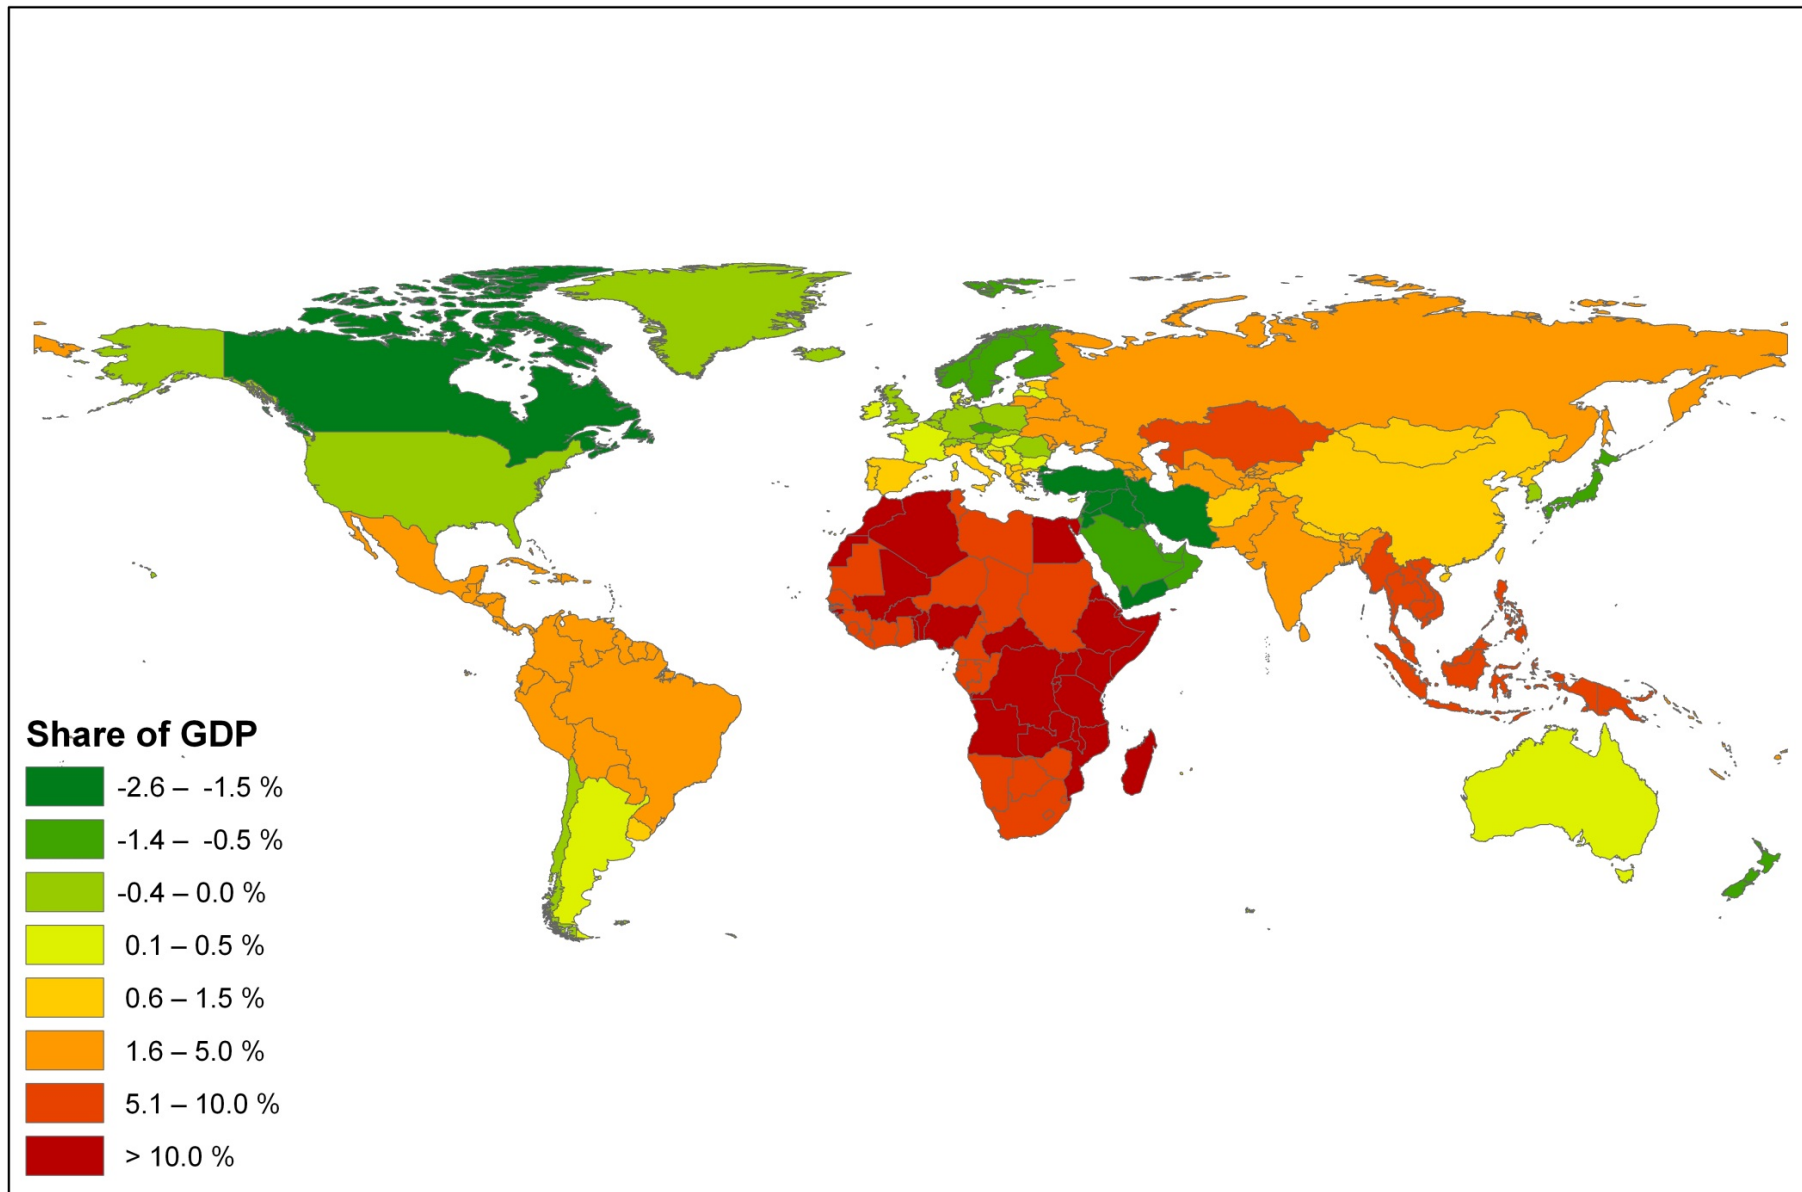 Share of GDP
-2.6 – -1.5 %
-1.4 – -0.5 %
-0.4 – 0.0 %
0.1 – 0.5 %
0.6 – 1.5 %
1.6 – 5.0 %
5.1 – 10.0 %
> 10.0 %